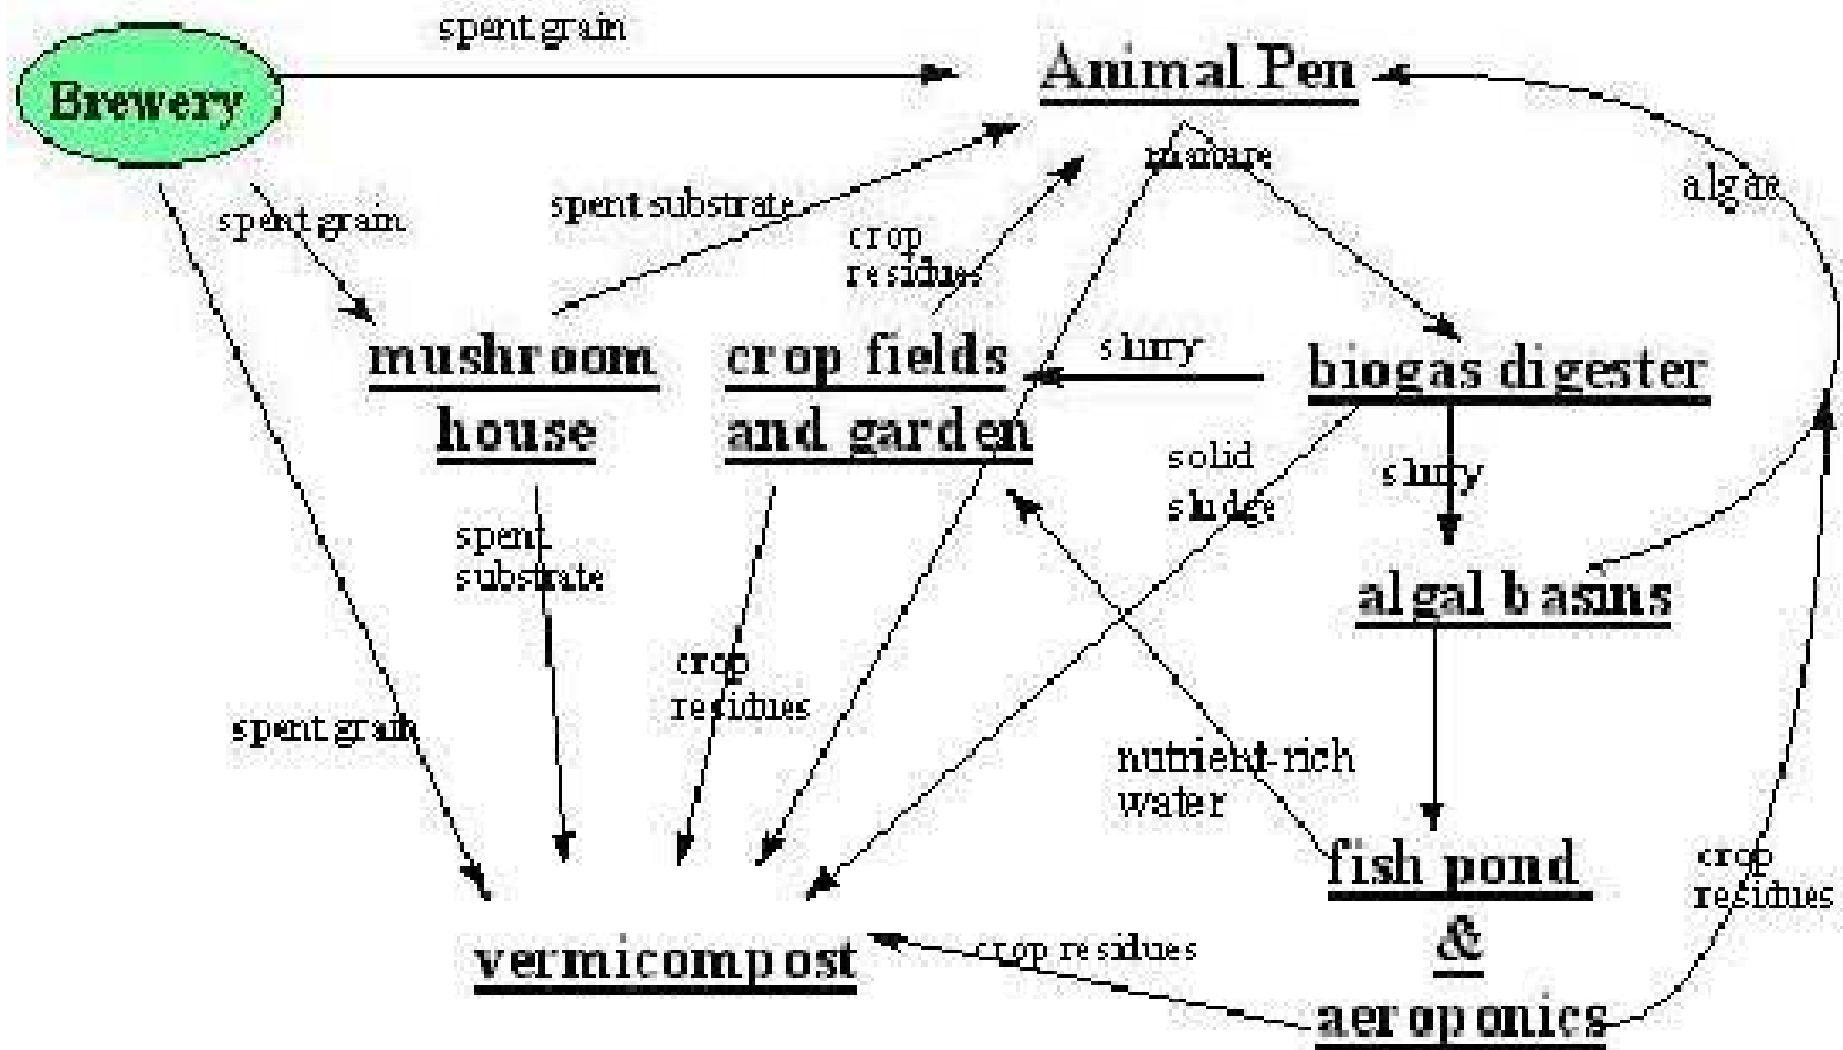 spent grain
Animal Pen
Brewery
manure
algae
spent grain
spent substrate
crop
residues
mushroom
house
crop fields
and garden
slurry
biogas digester
solid
sludge
slurry
spent
substrate
algal basins
crop
residues
spent grain
nutrient-rich
water
fish pond
&
aeroponics
crop
residues
vermicompost
crop residues